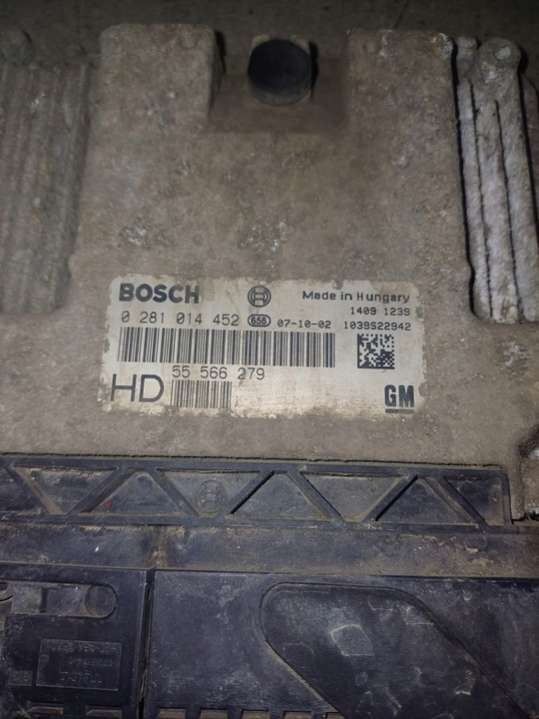 BOSCH Made in Hungary
1409 1239
0 281 014 452 656 07-10-02 1039S22942
55 566 279
HD GM